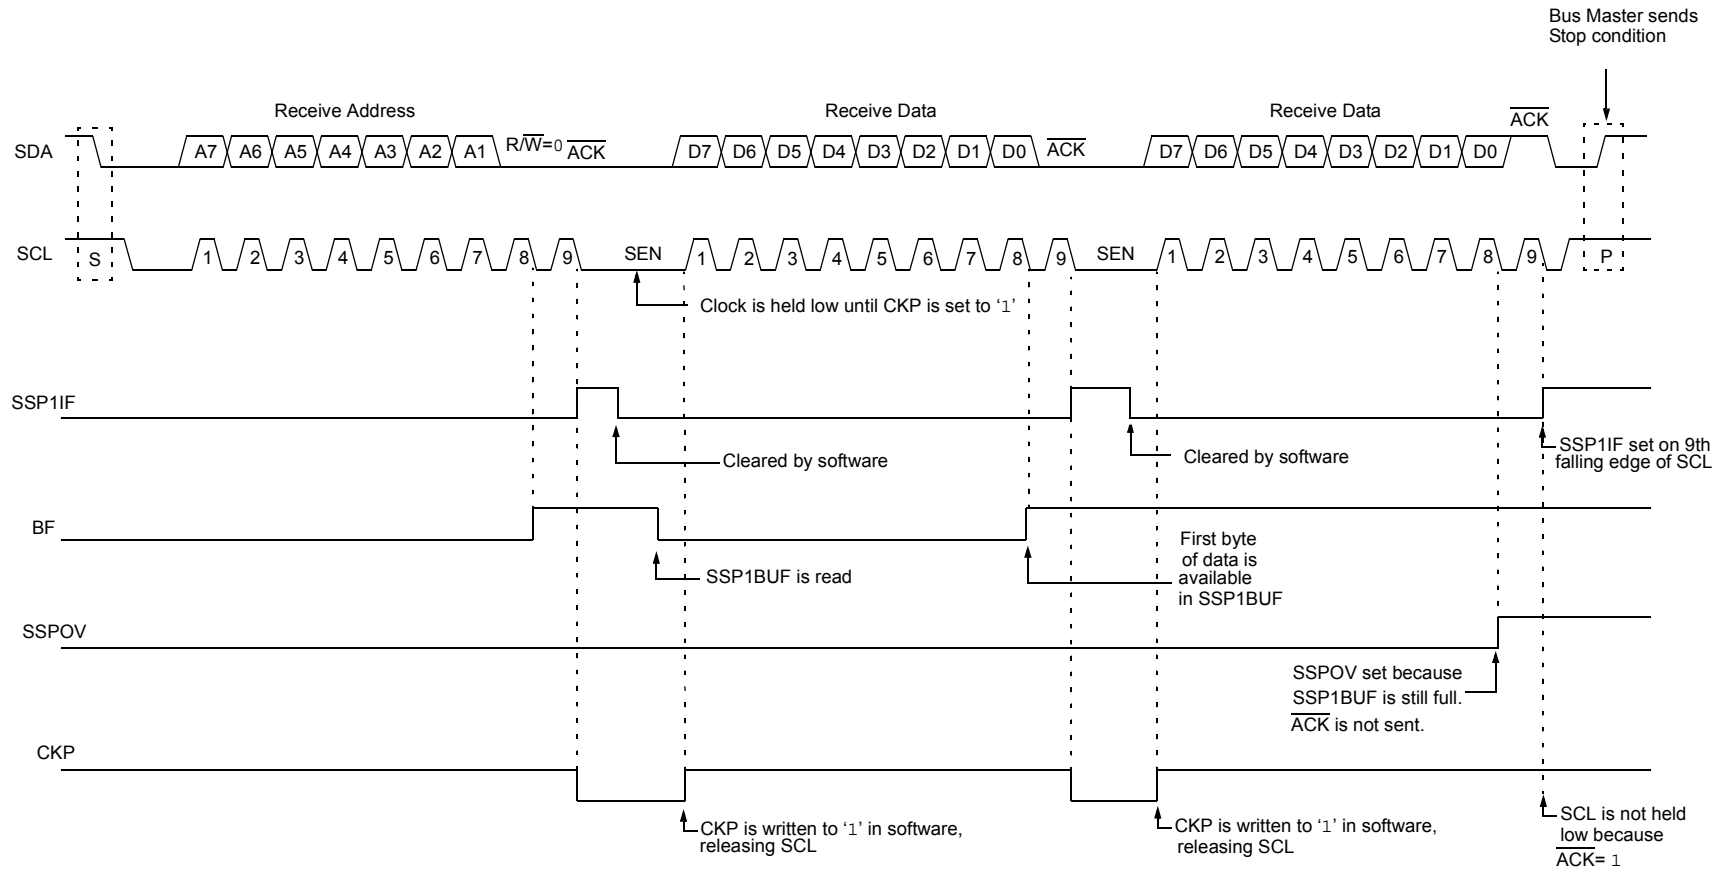 Bus Master sends
Stop condition
Receive Address
Receive Data
Receive Data
ACK
SDA
A7 A6 A5 A4 A3 A2 A1 R/W=0 ACK D7 D6 D5 D4 D3 D2 D1 D0 ACK D7 D6 D5 D4 D3 D2 D1 D0
SCL
S 1 2 3 4 5 6 7 8 9 SEN 1 2 3 4 5 6 7 8 9 SEN 1 2 3 4 5 6 7 8 9 P
Clock is held low until CKP is set to ‘1’
SSP1IF
Cleared by software
Cleared by software
SSP1IF set on 9th
falling edge of SCL
BF
SSP1BUF is read
First byte
of data is
available
in SSP1BUF
SSPOV
SSPOV set because
SSP1BUF is still full.
ACK is not sent.
CKP
CKP is written to ‘1’ in software,
releasing SCL
CKP is written to ‘1’ in software,
releasing SCL
SCL is not held
low because
ACK= 1